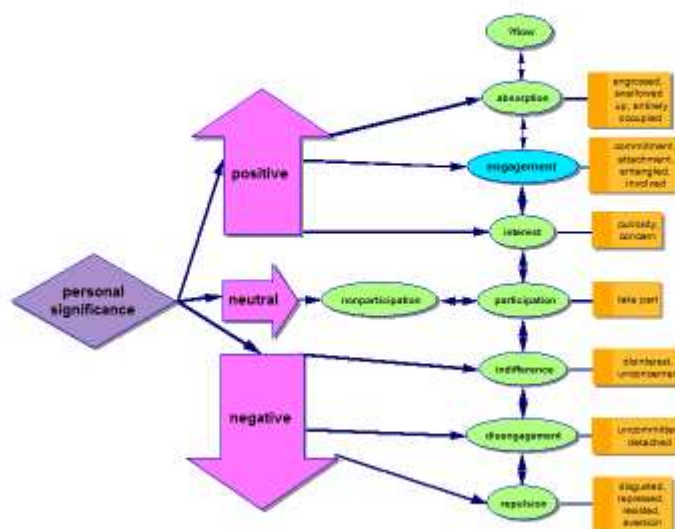 ?flow
absorption
engrossed,
swallowed
up, entirely
occupied
positive
engagement
commitment
attachment,
entangled,
involved
interest
curiosity,
concern
personal
significance
neutral
nonparticipation
participation
take part
indifference
disinterest,
unconcerned
negative
disengagement
uncommitted
detached
repulsion
disgusted,
repressed,
resisted,
aversion